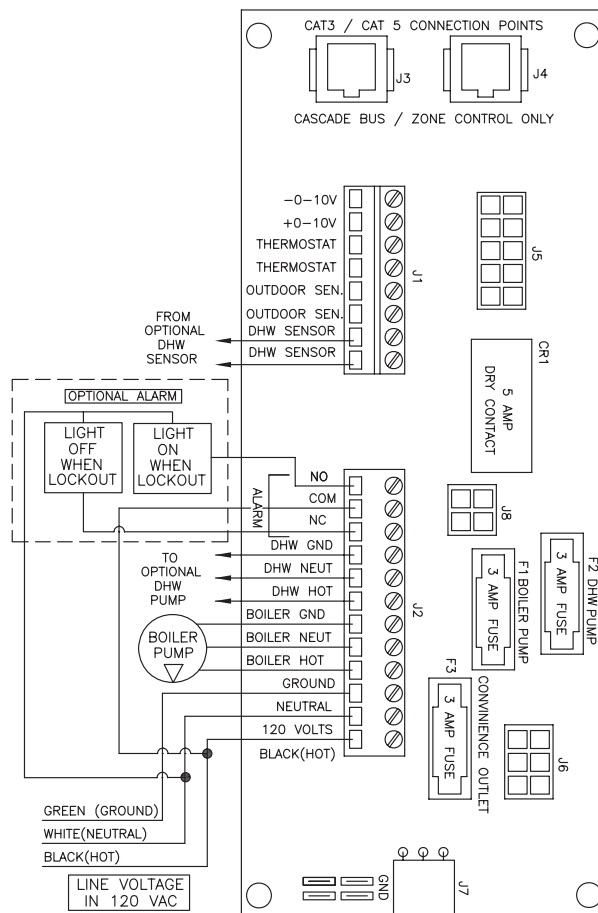 CAT3 / CAT 5 CONNECTION POINTS
J3
J4
CASCADE BUS / ZONE CONTROL ONLY
-0-10V
+0-10V
THERMOSTAT
THERMOSTAT
OUTDOOR SEN.
OUTDOOR SEN.
DHW SENSOR
DHW SENSOR
J1
J5
FROM
OPTIONAL
DHW
SENSOR
CR1
5 AMP
DRY CONTACT
OPTIONAL ALARM
LIGHT
OFF
WHEN
LOCKOUT
LIGHT
ON
WHEN
LOCKOUT
ALARM
NO
COM
NC
DHW GND
DHW NEUT
DHW HOT
BOILER GND
BOILER NEUT
BOILER HOT
GROUND
NEUTRAL
120 VOLTS
BLACK(HOT)
J2
J8
TO
OPTIONAL
DHW
PUMP
BOILER
PUMP
3 AMP FUSE
F1 BOILER PUMP
3 AMP FUSE
F2 DHW PUMP
F3
3 AMP FUSE
CONVINIENCE OUTLET
J6
GREEN (GROUND)
WHITE(NEUTRAL)
BLACK(HOT)
LINE VOLTAGE
IN 120 VAC
GND
J7